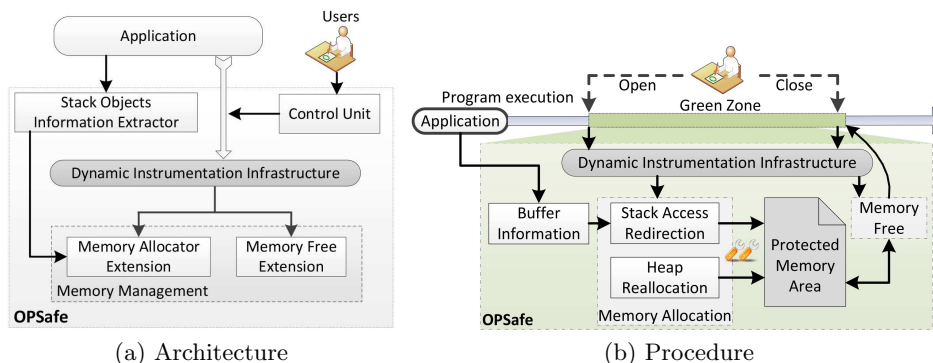 Users
Application
Stack Objects
Information Extractor
Control Unit
Dynamic Instrumentation Infrastructure
Memory Allocator
Extension
Memory Free
Extension
Memory Management
OPSafe
(a) Architecture
Open
Close
Program execution
Green Zone
Application
Dynamic Instrumentation Infrastructure
Buffer
Information
Stack Access
Redirection
Heap
Reallocation
Memory Allocation
Protected
Memory
Area
Memory
Free
OPSafe
(b) Procedure